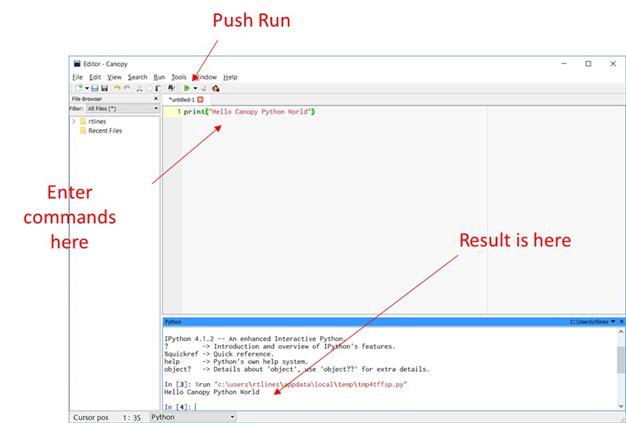 Push Run
Editor - Canopy
File Edit View Search Run Tools Window Help
File Browser
*untitled-1
Filter: All Files (*)
1 print("Hello Canopy Python World")
rtlines
Recent Files
Enter
commands
here
Result is here
Python C:\Users\rtlines
IPython 4.1.2 -- An enhanced Interactive Python.
? -> Introduction and overview of IPython's features.
%quickref -> Quick reference.
help -> Python's own help system.
object? -> Details about 'object', use 'object??' for extra details.
In [3]: %run "c:\users\rtlines\appdata\local\temp\tmp4tffsp.py"
Hello Canopy Python World
In [4]:
Cursor pos 1 : 35 Python